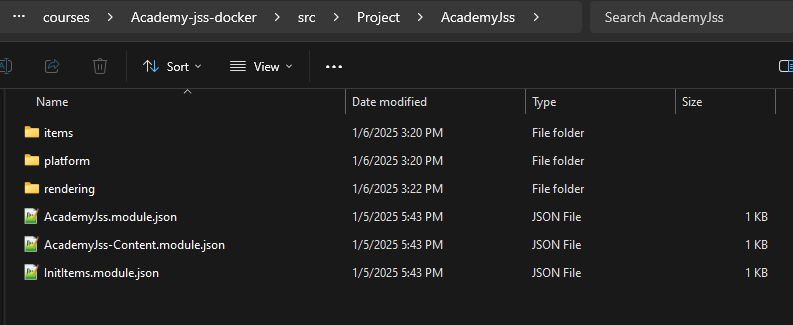 courses > Academy-jss-docker > src > Project > AcademyJss > Search AcademyJss
Sort View
Name Date modified Type Size
items 1/6/2025 3:20 PM File folder
platform 1/6/2025 3:20 PM File folder
rendering 1/6/2025 3:22 PM File folder
AcademyJss.module.json 1/5/2025 5:43 PM JSON File 1 KB
AcademyJss-Content.module.json 1/5/2025 5:43 PM JSON File 1 KB
InitItems.module.json 1/5/2025 5:43 PM JSON File 1 KB